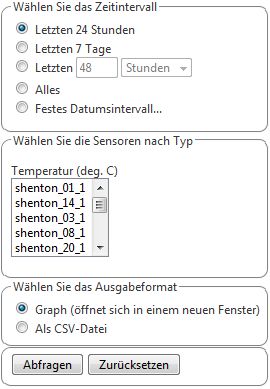 Wählen Sie das Zeitintervall
Letzten 24 Stunden
Letzten 7 Tage
Letzten 48 Stunden
Alles
Festes Datumsintervall...
Wählen Sie die Sensoren nach Typ
Temperatur (deg. C)
shenton_01_1
shenton_14_1
shenton_03_1
shenton_08_1
shenton_20_1
Wählen Sie das Ausgabeformat
Graph (öffnet sich in einem neuen Fenster)
Als CSV-Datei
Abfragen Zurücksetzen